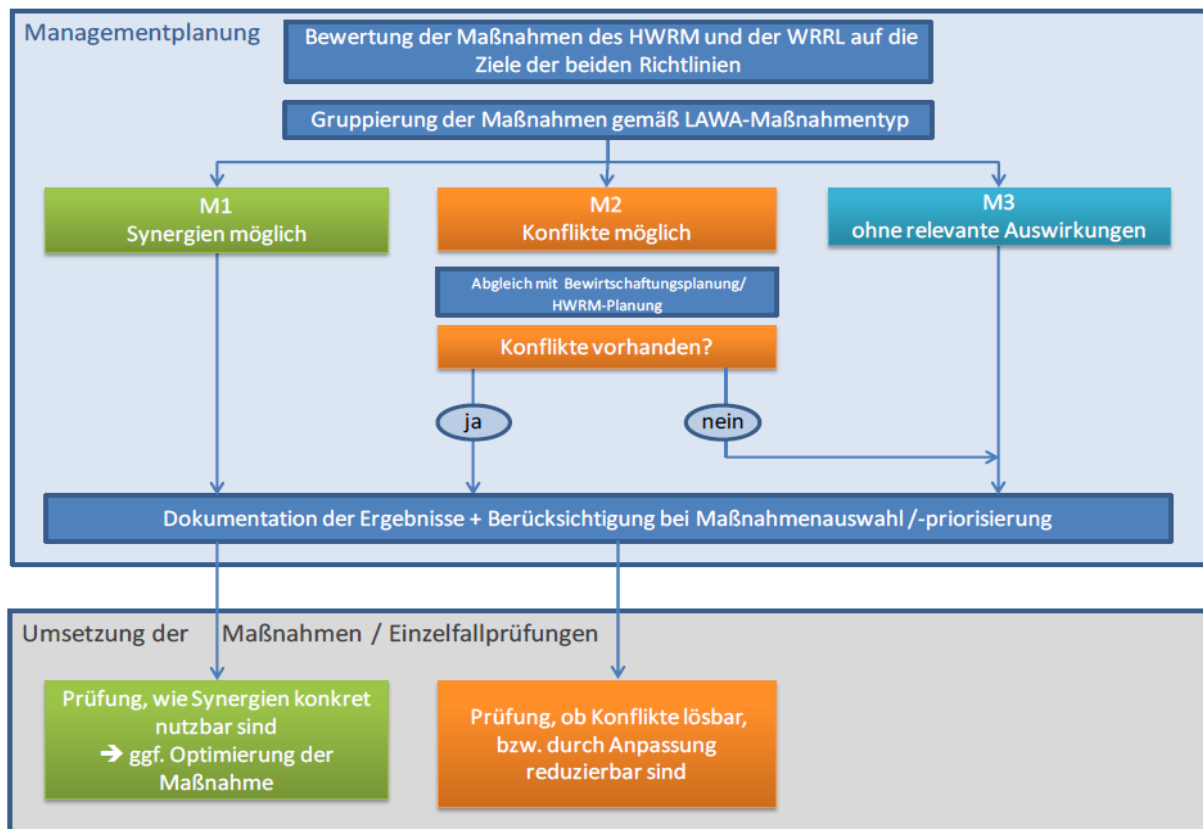 Managementplanung
Bewertung der Maßnahmen des HWRM und der WRRL auf die
Ziele der beiden Richtlinien
Gruppierung der Maßnahmen gemäß LAWA-Maßnahmentyp
M1
Synergien möglich
M2
Konflikte möglich
M3
ohne relevante Auswirkungen
Abgleich mit Bewirtschaftungsplanung/
HWRM-Planung
Konflikte vorhanden?
ja
nein
Dokumentation der Ergebnisse + Berücksichtigung bei Maßnahmenauswahl /-priorisierung
Umsetzung der Maßnahmen / Einzelfallprüfungen
Prüfung, wie Synergien konkret
nutzbar sind
➔ ggf. Optimierung der
Maßnahme
Prüfung, ob Konflikte lösbar,
bzw. durch Anpassung
reduzierbar sind